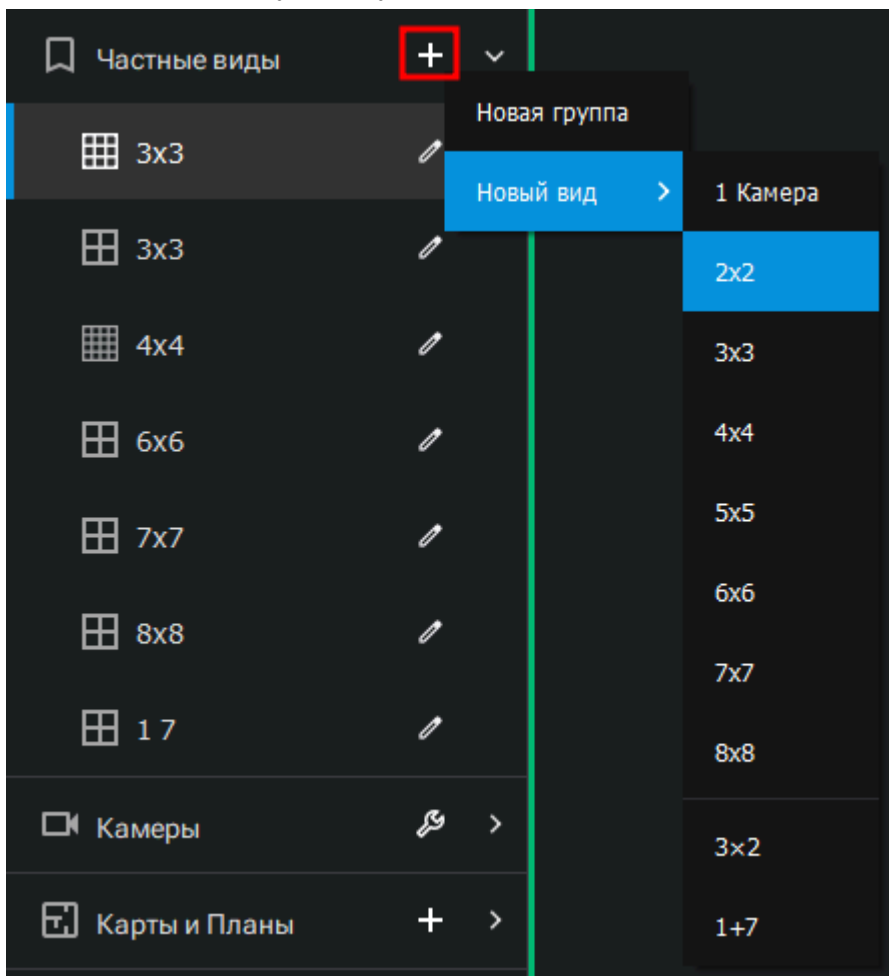 Частные виды
Новая группа
3x3
Новый вид
1 Камера
3x3
2x2
4x4
3x3
6x6
4x4
7x7
5x5
8x8
6x6
1 7
7x7
8x8
Камеры
3×2
Карты и Планы
1+7